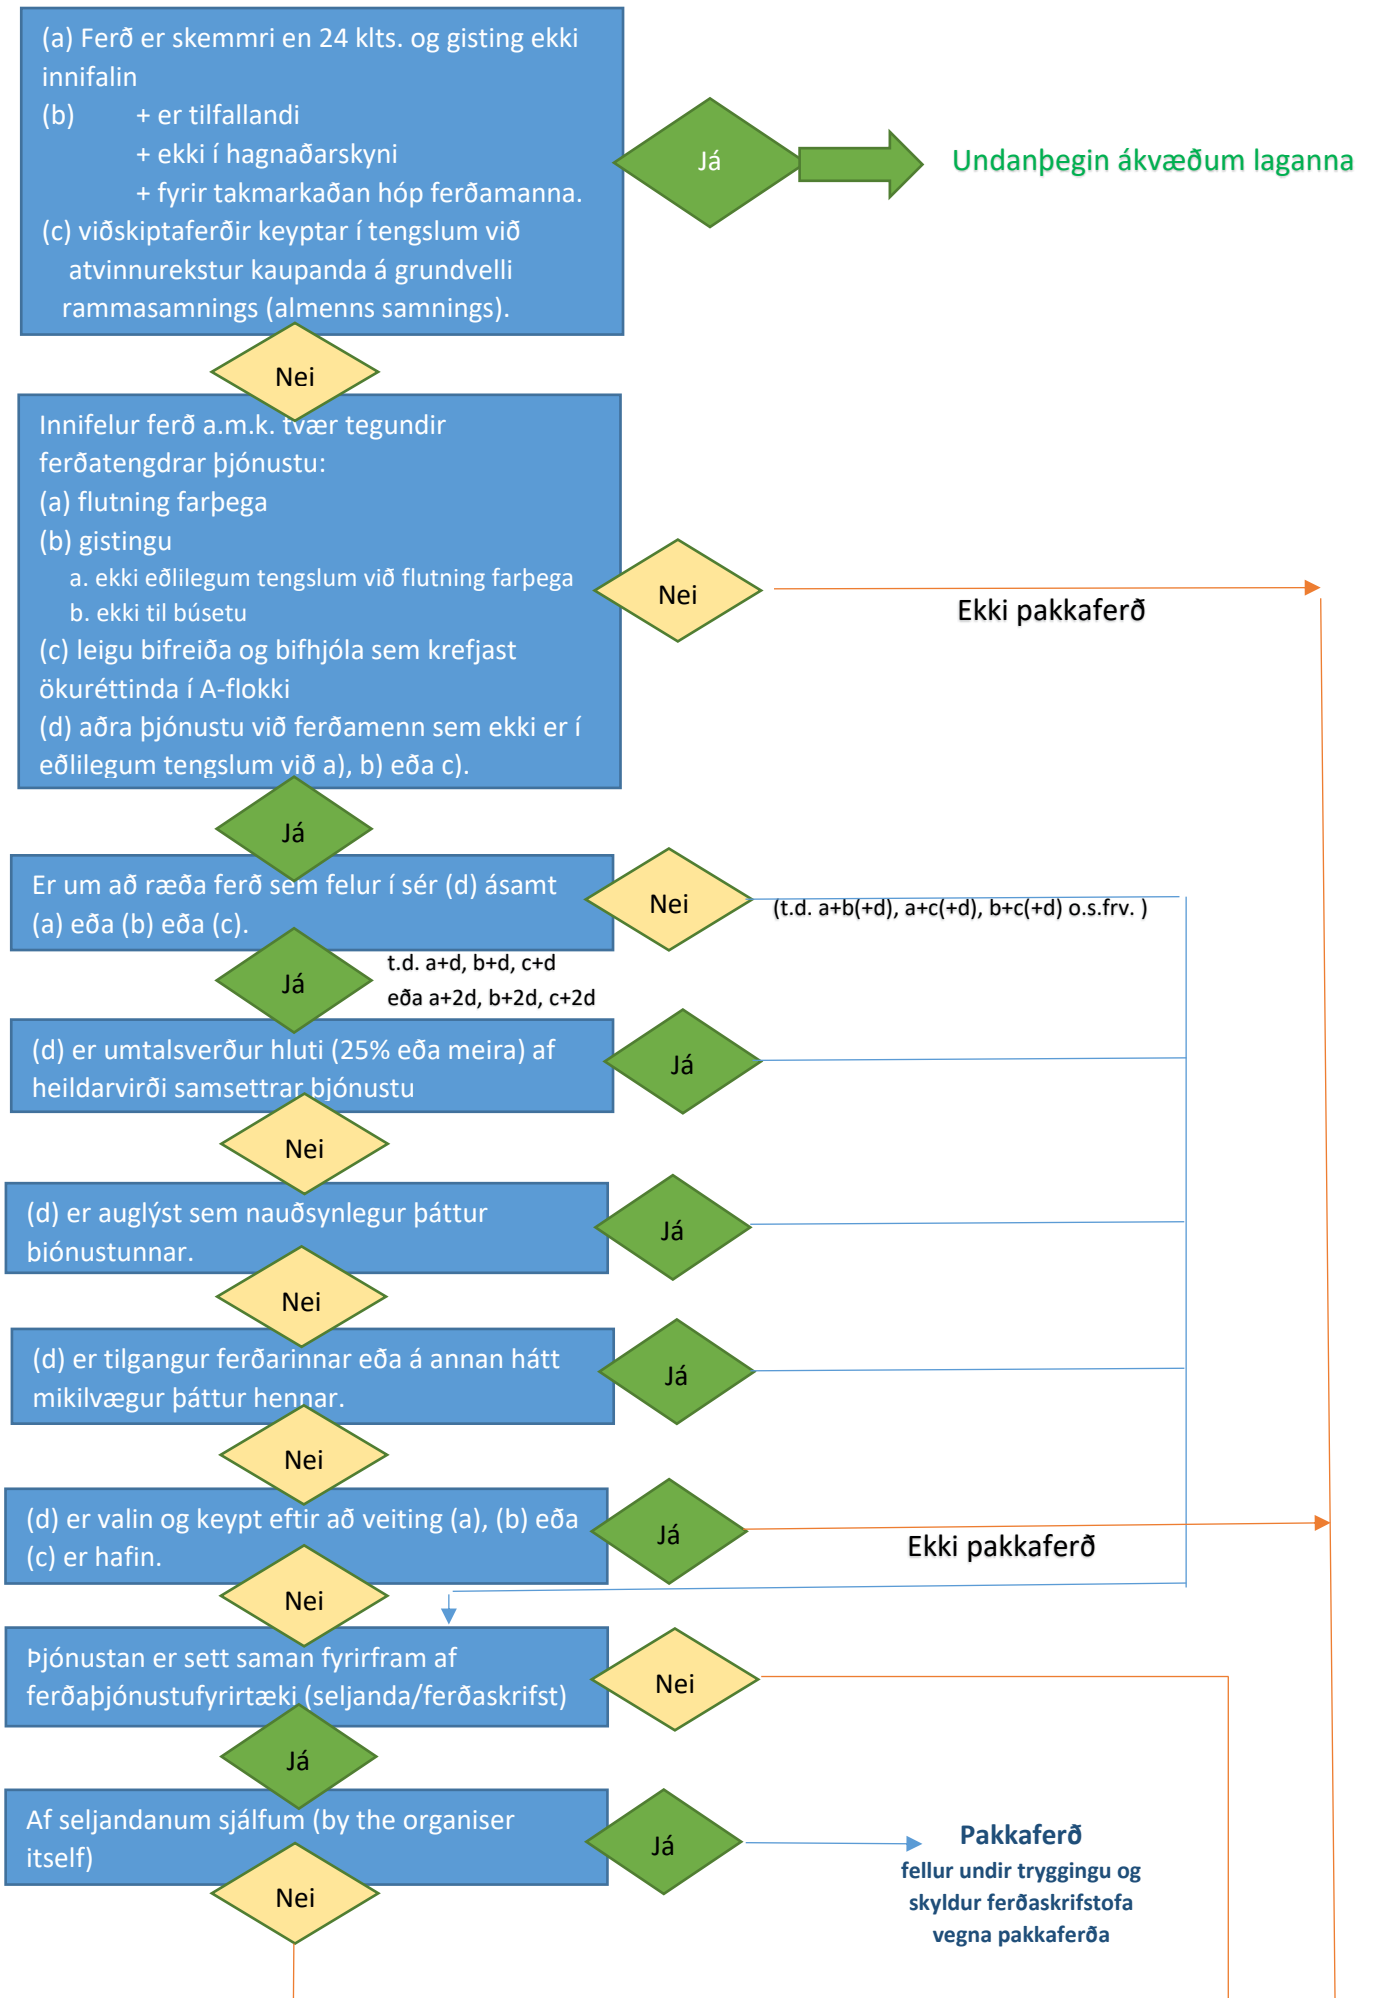 (a) Ferð er skemmri en 24 klts. og gisting ekki
innifalin
(b) + er tilfallandi
+ ekki í hagnaðarskyni
+ fyrir takmarkaðan hóp ferðamanna.
(c) viðskiptaferðir keyptar í tengslum við
atvinnurekstur kaupanda á grundvelli
rammasamnings (almenns samnings).
Já
Undanþegin ákvæðum laganna
Nei
Innifelur ferð a.m.k. tvær tegundir
ferðatengdrar þjónustu:
(a) flutning farþega
(b) gistingu
a. ekki eðlilegum tengslum við flutning farþega
b. ekki til búsetu
(c) leigu bifreiða og bifhjóla sem krefjast
ökuréttinda í A-flokki
(d) aðra þjónustu við ferðamenn sem ekki er í
eðlilegum tengslum við a), b) eða c).
Nei
Ekki pakkaferð
Já
Er um að ræða ferð sem felur í sér (d) ásamt
(a) eða (b) eða (c).
Nei
(t.d. a+b(+d), a+c(+d), b+c(+d) o.s.frv. )
Já
t.d. a+d, b+d, c+d
eða a+2d, b+2d, c+2d
(d) er umtalsverður hluti (25% eða meira) af
heildarvirði samsettrar þjónustu
Já
Nei
(d) er auglýst sem nauðsynlegur þáttur
þjónustunnar.
Já
Nei
(d) er tilgangur ferðarinnar eða á annan hátt
mikilvægur þáttur hennar.
Já
Nei
(d) er valin og keypt eftir að veiting (a), (b) eða
(c) er hafin.
Já
Ekki pakkaferð
Nei
Þjónustan er sett saman fyrirfram af
ferðaþjónustufyrirtæki (seljanda/ferðaskrifst)
Nei
Já
Af seljandanum sjálfum (by the organiser
itself)
Já
Pakkaferð
fellur undir tryggingu og
skyldur ferðaskrifstofa
vegna pakkaferða
Nei